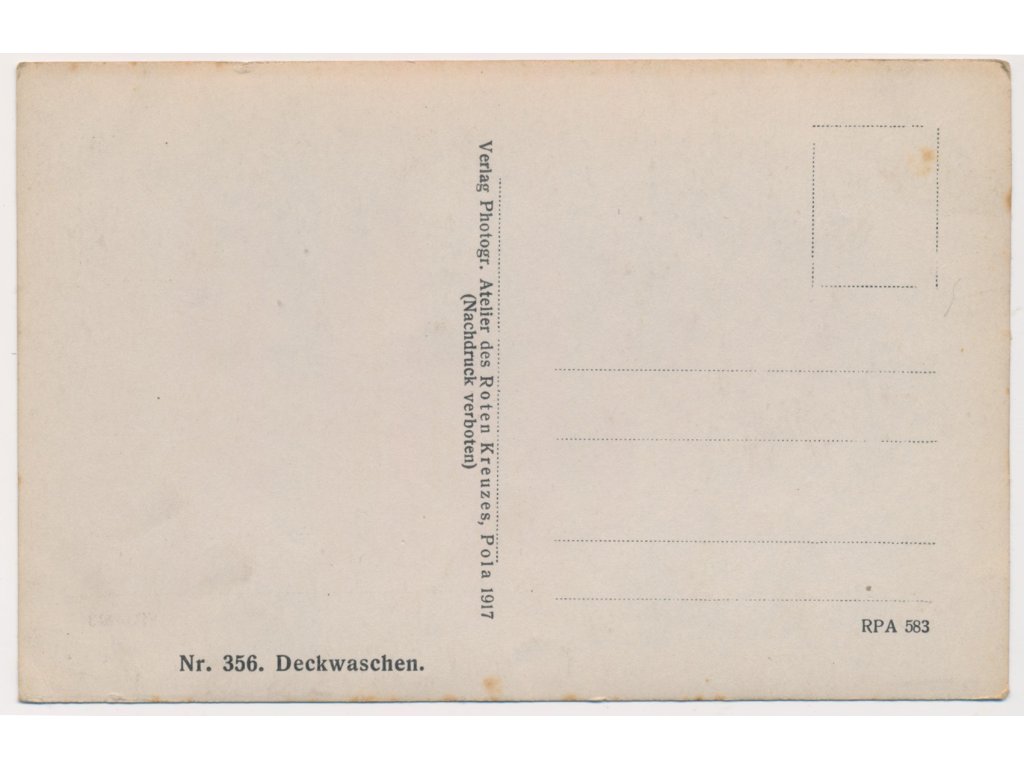 Verlag Photogr. Atelier des Roten Kreuzes, Pola 1917
(Nachdruck verboten)
RPA 583
Nr. 356. Deckwaschen.